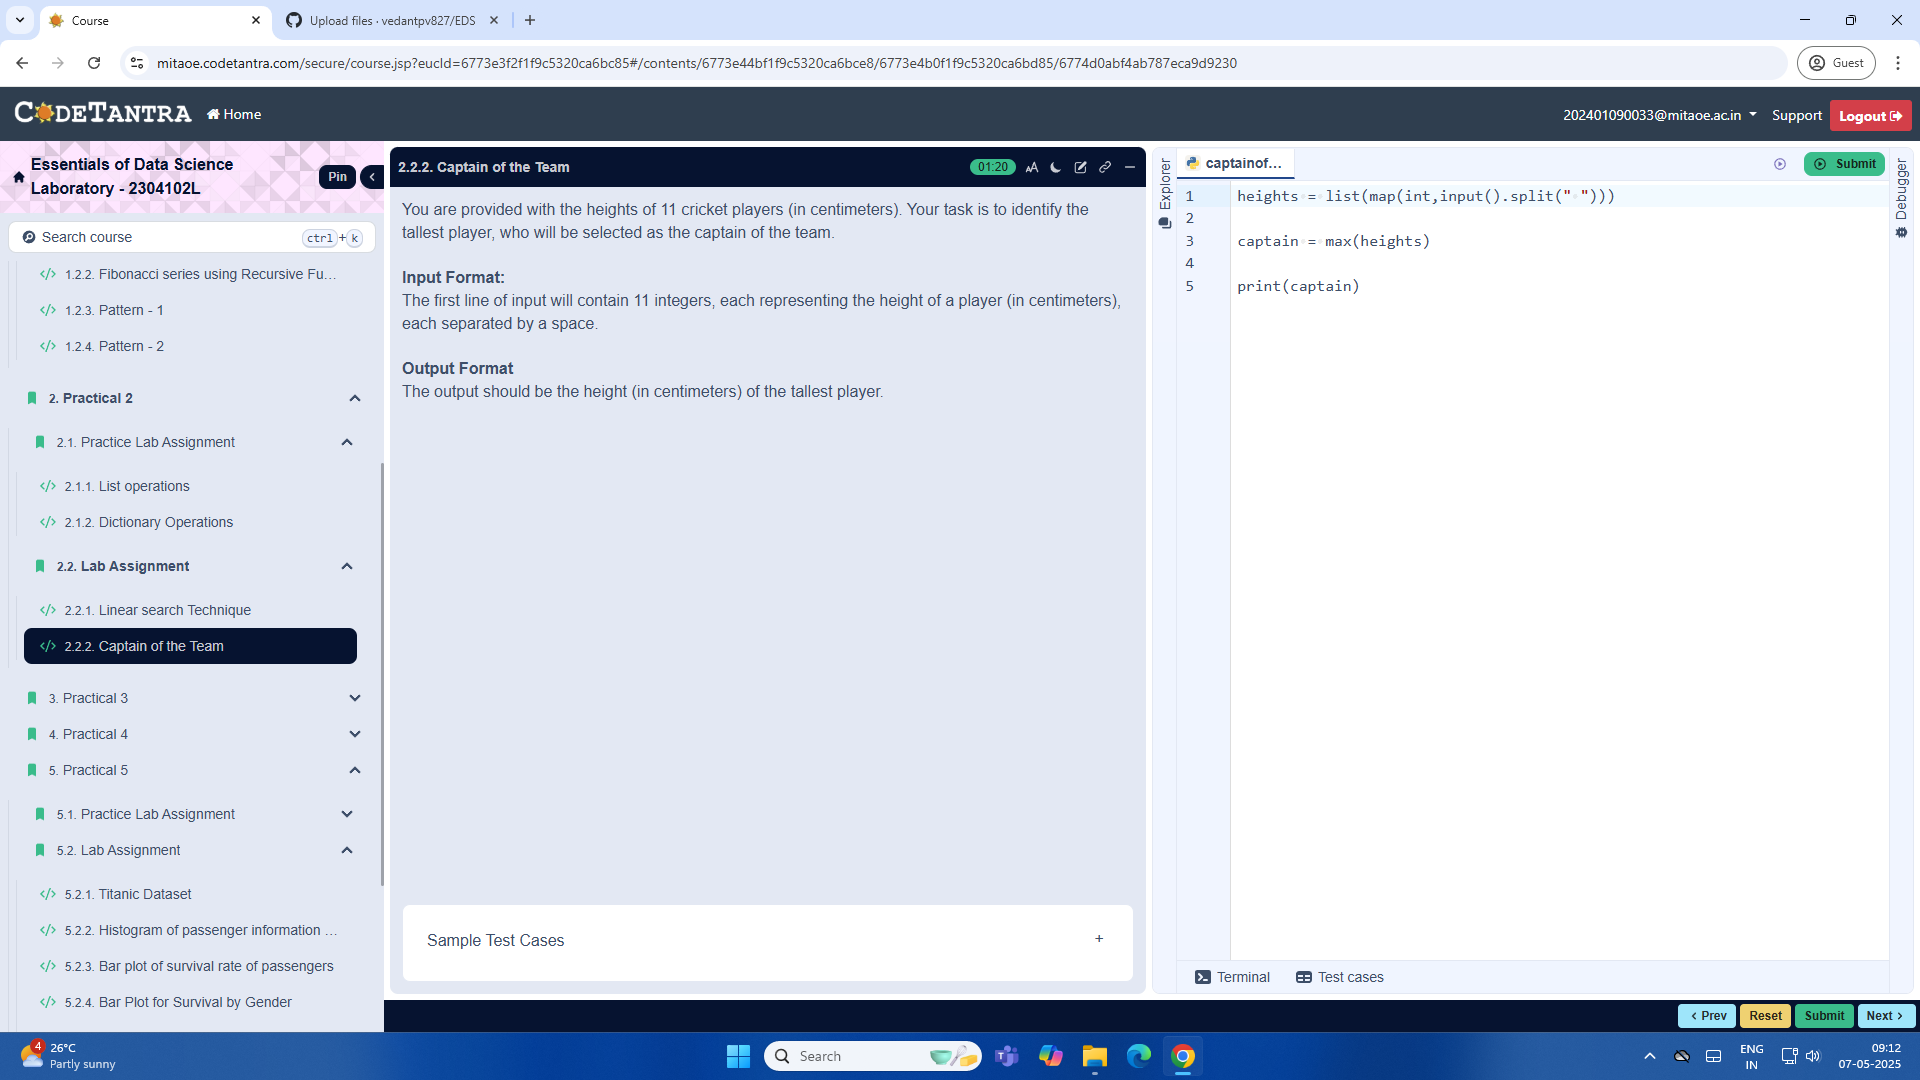 Course
Upload files · vedantpv827/EDS
mitaoe.codetantra.com/secure/course.jsp?eucId=6773e3f2f1f9c5320ca6bc85#/contents/6773e44bf1f9c5320ca6bce8/6773e4b0f1f9c5320ca6bd85/6774d0abf4ab787eca9d9230
Guest
CODETANTRA
Home
202401090033@mitaoe.ac.in
Support
Logout
Essentials of Data Science
Laboratory - 2304102L
Pin
Search course
ctrl + k
1.2.2. Fibonacci series using Recursive Fu...
1.2.3. Pattern - 1
1.2.4. Pattern - 2
2. Practical 2
2.1. Practice Lab Assignment
2.1.1. List operations
2.1.2. Dictionary Operations
2.2. Lab Assignment
2.2.1. Linear search Technique
2.2.2. Captain of the Team
3. Practical 3
4. Practical 4
5. Practical 5
5.1. Practice Lab Assignment
5.2. Lab Assignment
5.2.1. Titanic Dataset
5.2.2. Histogram of passenger information ...
5.2.3. Bar plot of survival rate of passengers
5.2.4. Bar Plot for Survival by Gender
2.2.2. Captain of the Team
01:20
AA
You are provided with the heights of 11 cricket players (in centimeters). Your task is to identify the
tallest player, who will be selected as the captain of the team.
Input Format:
The first line of input will contain 11 integers, each representing the height of a player (in centimeters),
each separated by a space.
Output Format
The output should be the height (in centimeters) of the tallest player.
Sample Test Cases
+
Explorer
captainof...
Submit
Debugger
1 heights = list(map(int,input().split(" ")))
2
3 captain = max(heights)
4
5 print(captain)
Terminal
Test cases
Prev
Reset
Submit
Next
4
26°C
Partly sunny
Search
ENG
IN
09:12
07-05-2025